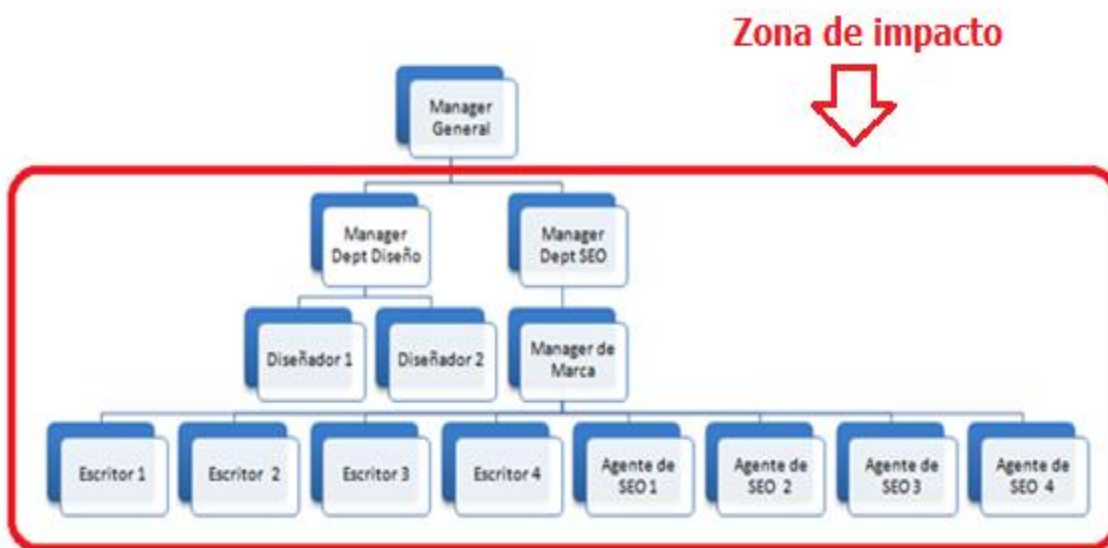 Zona de impacto
Manager
General
Manager
Dept Diseño
Manager
Dept SEO
Diseñador 1
Diseñador 2
Manager de
Marca
Escritor 1
Escritor 2
Escritor 3
Escritor 4
Agente de
SEO 1
Agente de
SEO 2
Agente de
SEO 3
Agente de
SEO 4